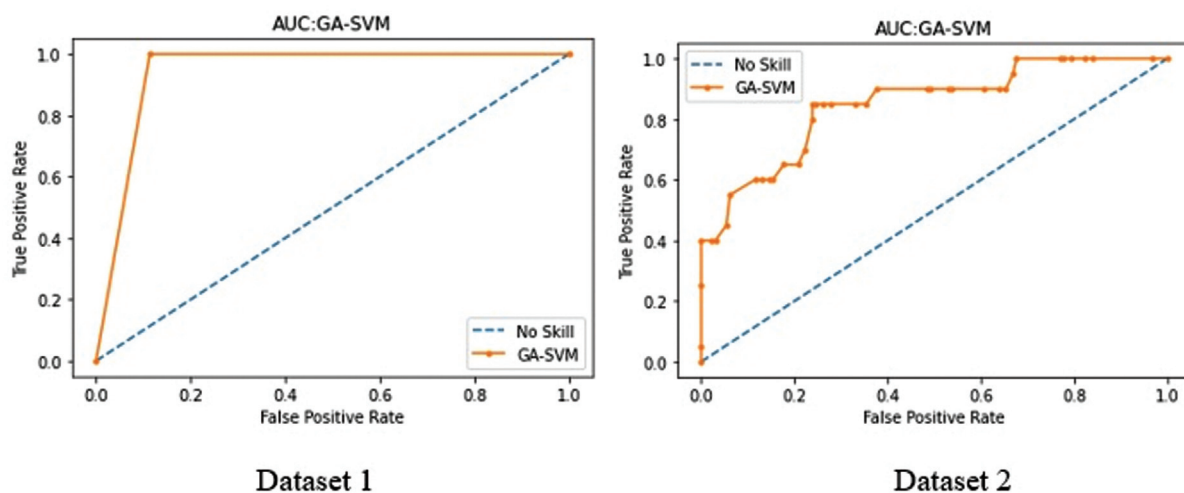 AUC:GA-SVM
True Positive Rate
1.0
0.8
0.6
0.4
0.2
0.0
No Skill
GA-SVM
0.0 0.2 0.4 0.6 0.8 1.0
False Positive Rate
Dataset 1
AUC:GA-SVM
True Positive Rate
1.0
0.8
0.6
0.4
0.2
0.0
No Skill
GA-SVM
0.0 0.2 0.4 0.6 0.8 1.0
False Positive Rate
Dataset 2